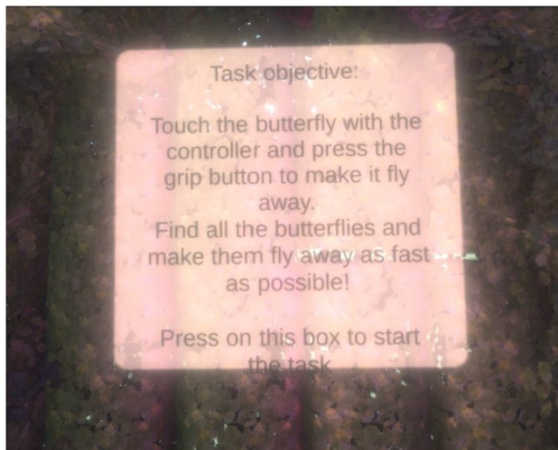 Task objective:
Touch the butterfly with the
controller and press the
grip button to make it fly
away.
Find all the butterflies and
make them fly away as fast
as possible!
Press on this box to start
the task